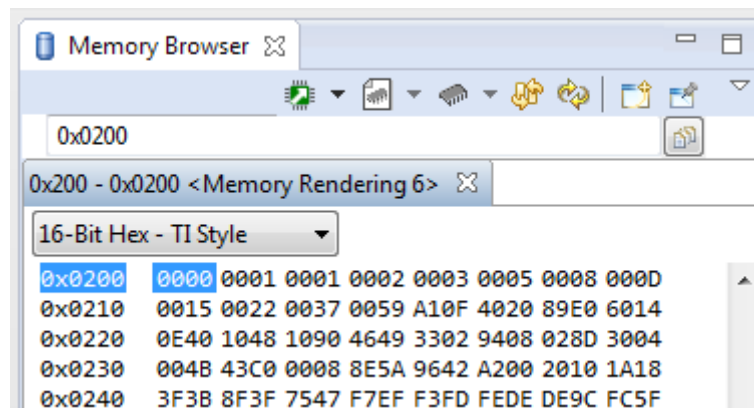 Memory Browser
0x0200
0x200 - 0x0200 <Memory Rendering 6>
16-Bit Hex - TI Style
0x0200 0000 0001 0001 0002 0003 0005 0008 000D
0x0210 0015 0022 0037 0059 A10F 4020 89E0 6014
0x0220 0E40 1048 1090 4649 3302 9408 028D 3004
0x0230 004B 43C0 0008 8E5A 9642 A200 2010 1A18
0x0240 3F3B 8F3F 7547 F7EF F3FD FEDE DE9C FC5F